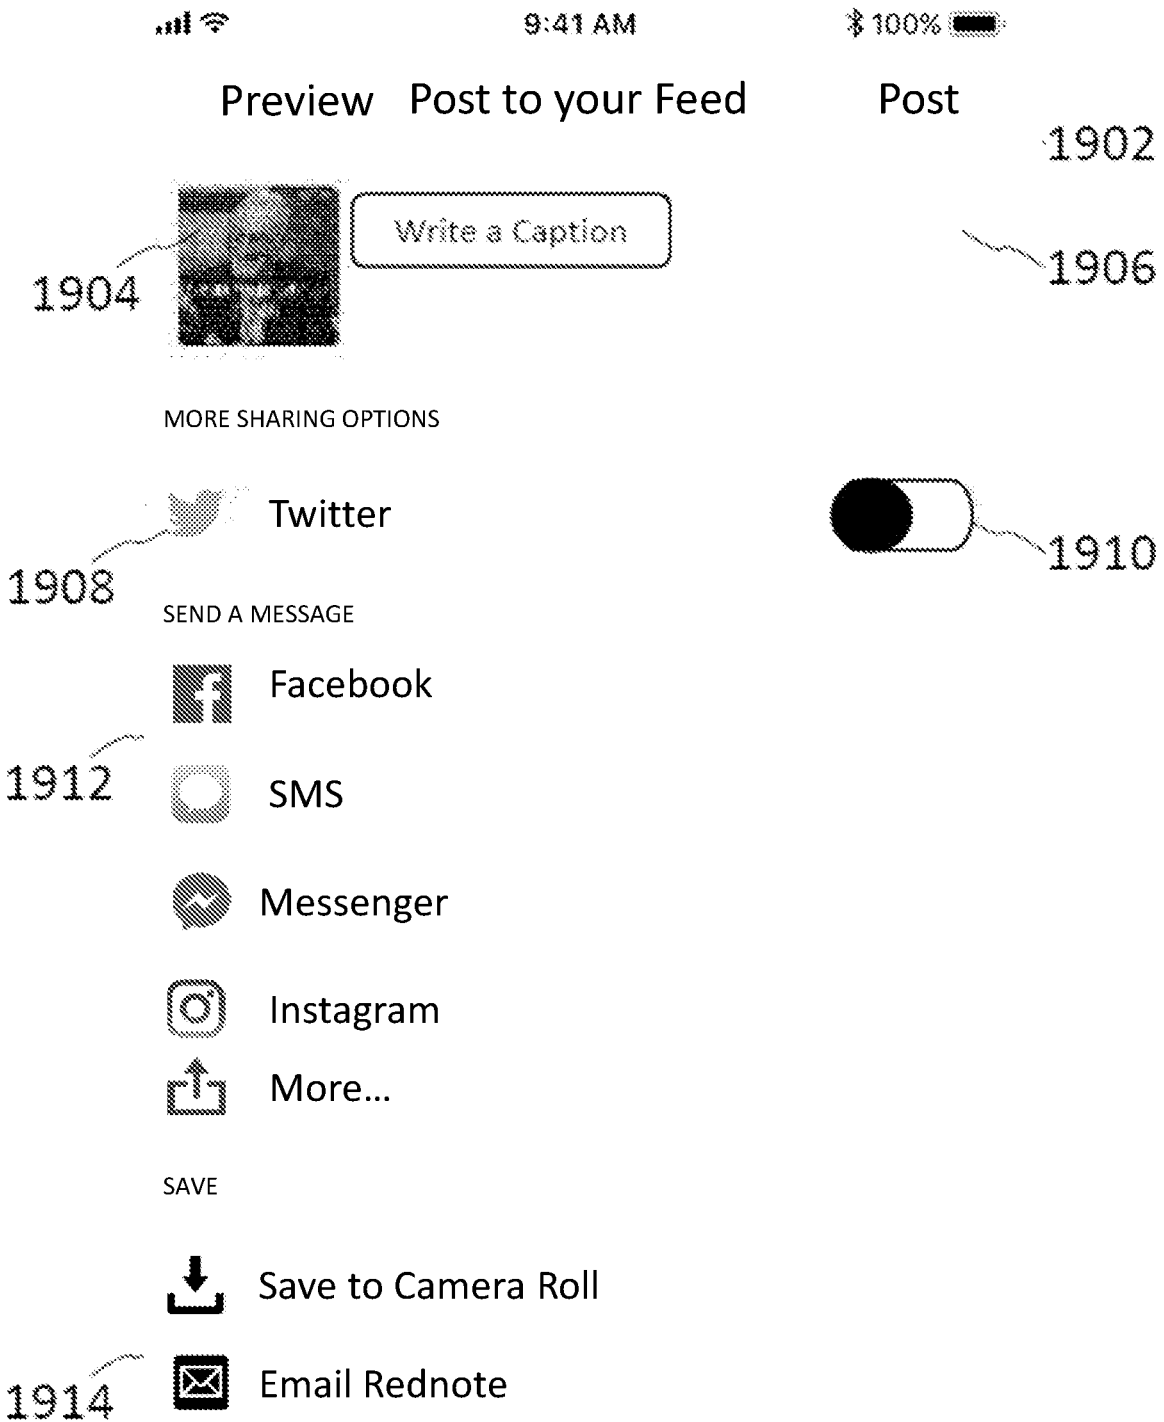 9:41 AM 100%
Preview Post to your Feed Post
1902
Write a Caption
1906
1904
MORE SHARING OPTIONS
Twitter
1910
1908
SEND A MESSAGE
Facebook
1912
SMS
Messenger
Instagram
More...
SAVE
Save to Camera Roll
Email Rednote
1914